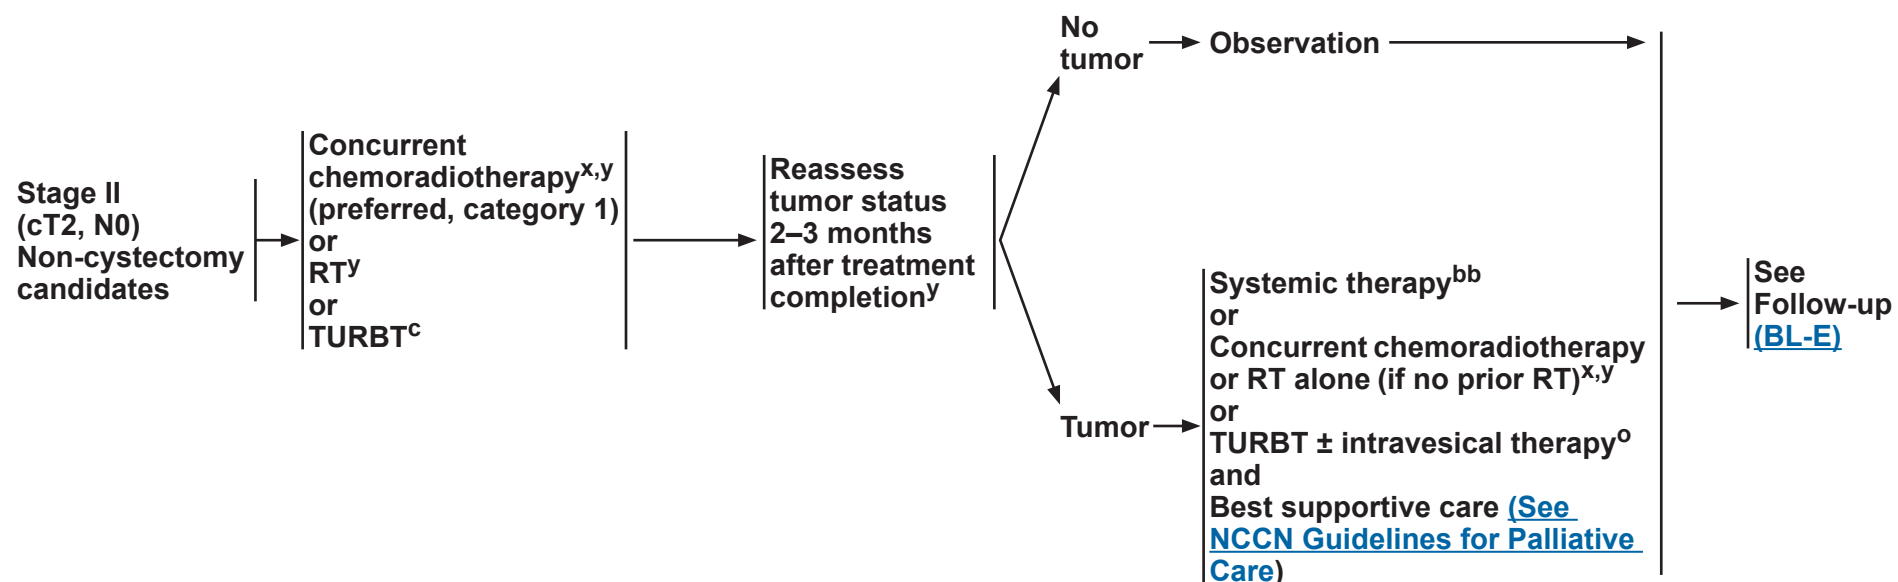 Stage II
(cT2, N0)
Non-cystectomy
candidates
Concurrent
chemoradiotherapyx,y
(preferred, category 1)
or
RTy
or
TURBTc
Reassess
tumor status
2–3 months
after treatment
completiony
No
tumor
Observation
Tumor
Systemic therapybb
or
Concurrent chemoradiotherapy
or RT alone (if no prior RT)x,y
or
TURBT ± intravesical therapyo
and
Best supportive care (See
NCCN Guidelines for Palliative
Care)
See
Follow-up
(BL-E)